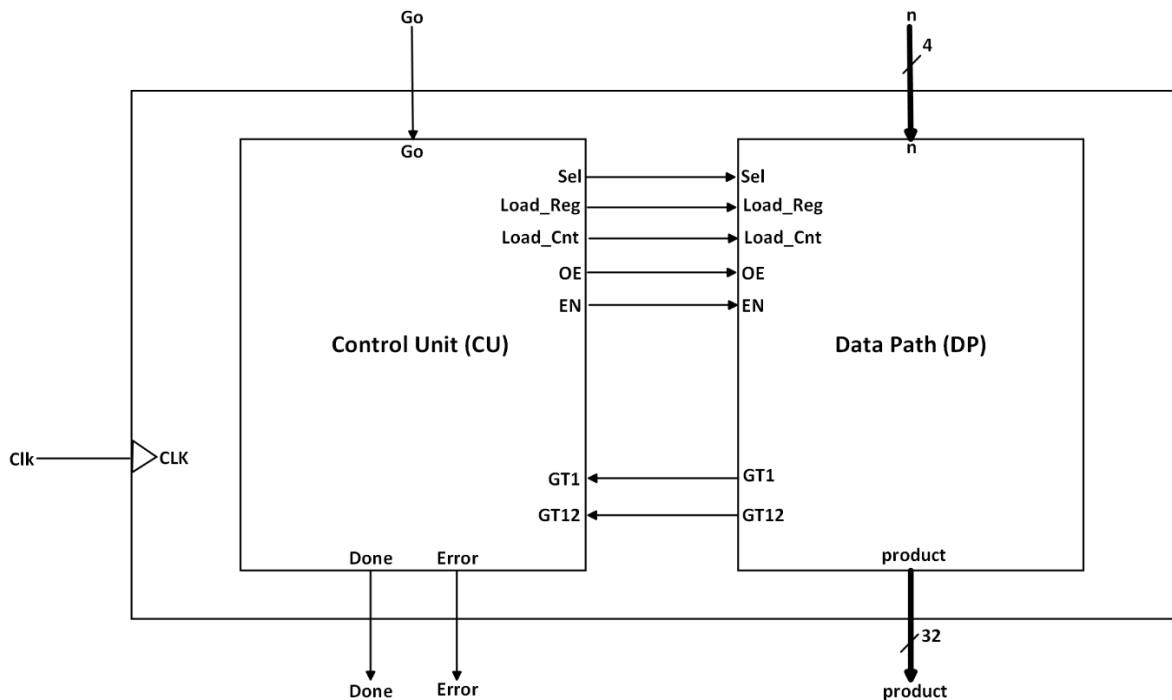 Go
n
4
Go
n
Sel
Sel
Load_Reg
Load_Reg
Load_Cnt
Load_Cnt
OE
OE
EN
EN
Control Unit (CU)
Data Path (DP)
Clk
CLK
GT1
GT1
GT12
GT12
Done
Error
product
32
Done
Error
product